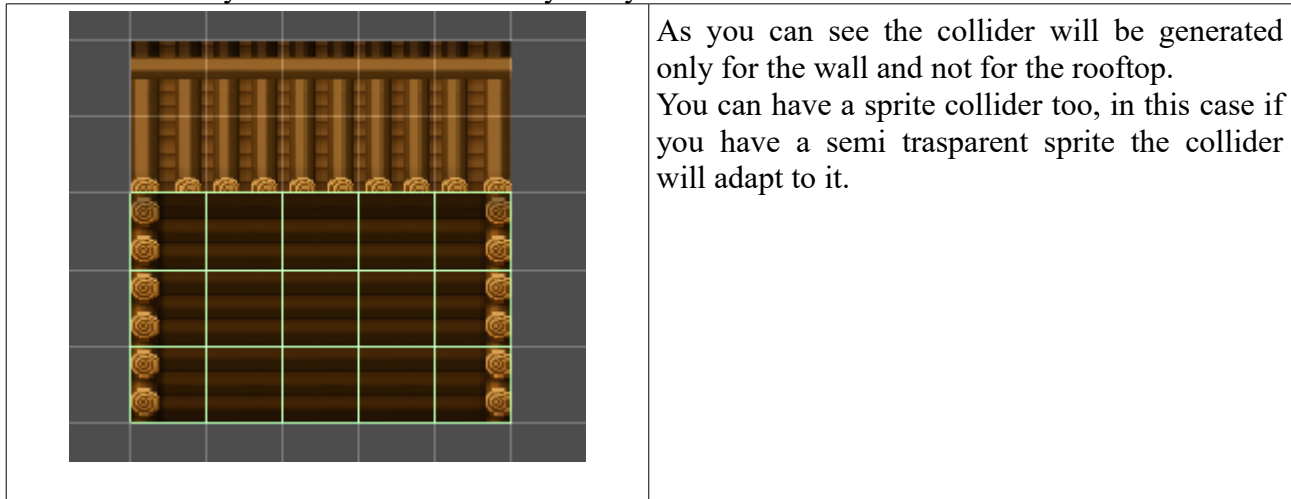 As you can see the collider will be generated
only for the wall and not for the rooftop.
You can have a sprite collider too, in this case if
you have a semi trasparent sprite the collider
will adapt to it.